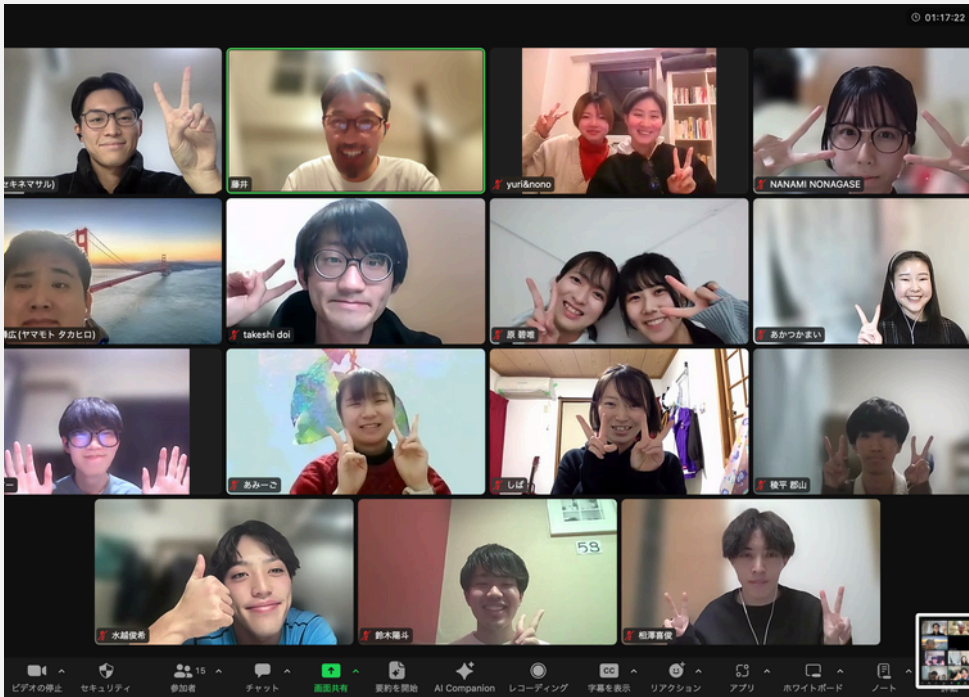 01:17:22
セキネマサル)
藤井
yuri&nono
NANAMI NONAGASE
広(ヤマモト タカヒロ)
takeshi doi
原 碧唯
あかつかまい
ー
あみーご
しば
稜平 郡山
59
水越俊希
鈴木陽斗
相澤喜俊
ビデオの停止
セキュリティ
参加者
15
チャット
画面共有
要約を開始
AI Companion
レコーディング
CC
字幕を表示
リアクション
アプリ
ホワイトボード
ノート